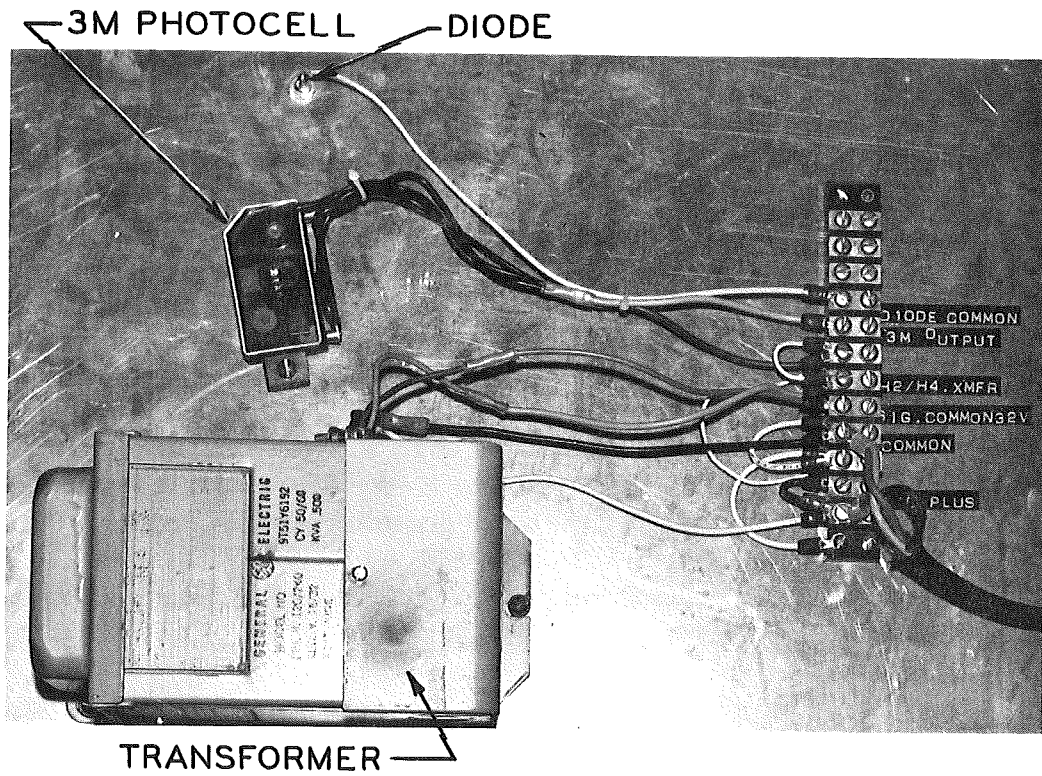 3M PHOTOCELL
DIODE
DIODE COMMON
3M OUTPUT
H2/H4.XMFR
SIG.COMMON32V
COMMON
PLUS
GENERAL ELECTRIC
9T51Y6192
CY 50/60
KVA .500
TRANSFORMER